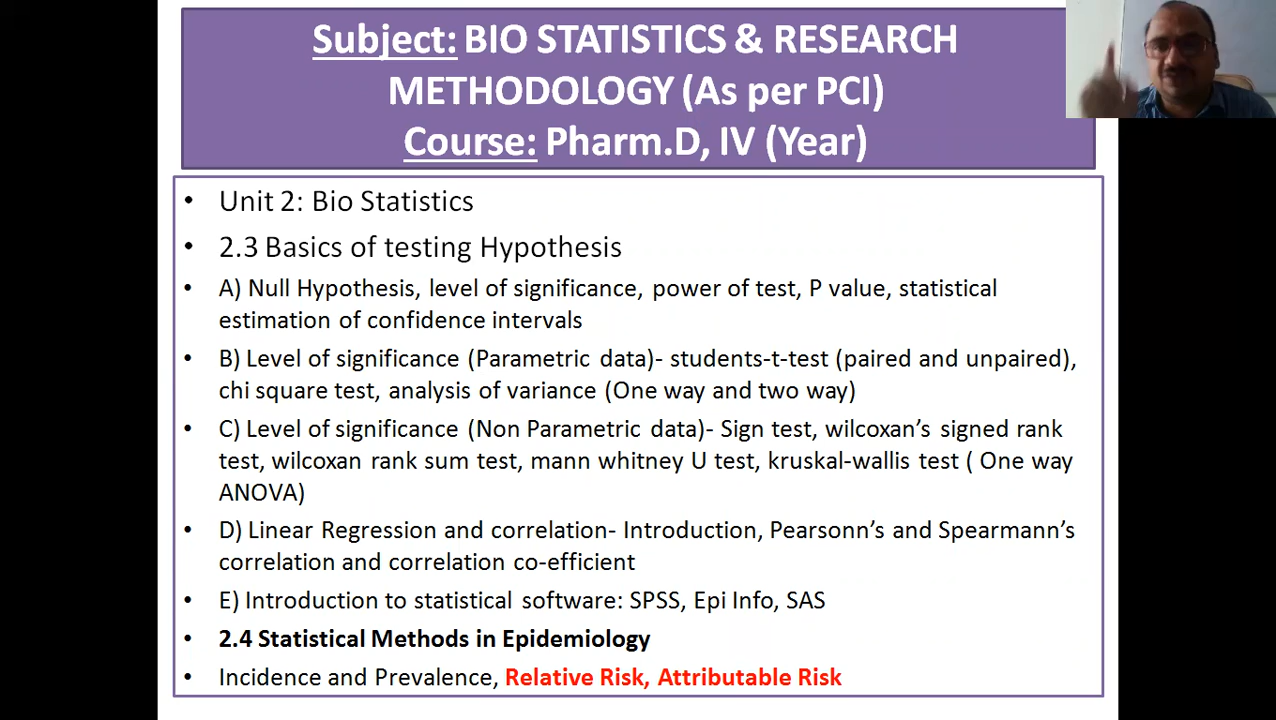 Subject: BIO STATISTICS & RESEARCH
METHODOLOGY (As per PCI)
Course: Pharm.D, IV (Year)
• Unit 2: Bio Statistics
• 2.3 Basics of testing Hypothesis
• A) Null Hypothesis, level of significance, power of test, P value, statistical
estimation of confidence intervals
• B) Level of significance (Parametric data)- students-t-test (paired and unpaired),
chi square test, analysis of variance (One way and two way)
• C) Level of significance (Non Parametric data)- Sign test, wilcoxan’s signed rank
test, wilcoxan rank sum test, mann whitney U test, kruskal-wallis test ( One way
ANOVA)
• D) Linear Regression and correlation- Introduction, Pearsonn’s and Spearmann’s
correlation and correlation co-efficient
• E) Introduction to statistical software: SPSS, Epi Info, SAS
• 2.4 Statistical Methods in Epidemiology
• Incidence and Prevalence, Relative Risk, Attributable Risk